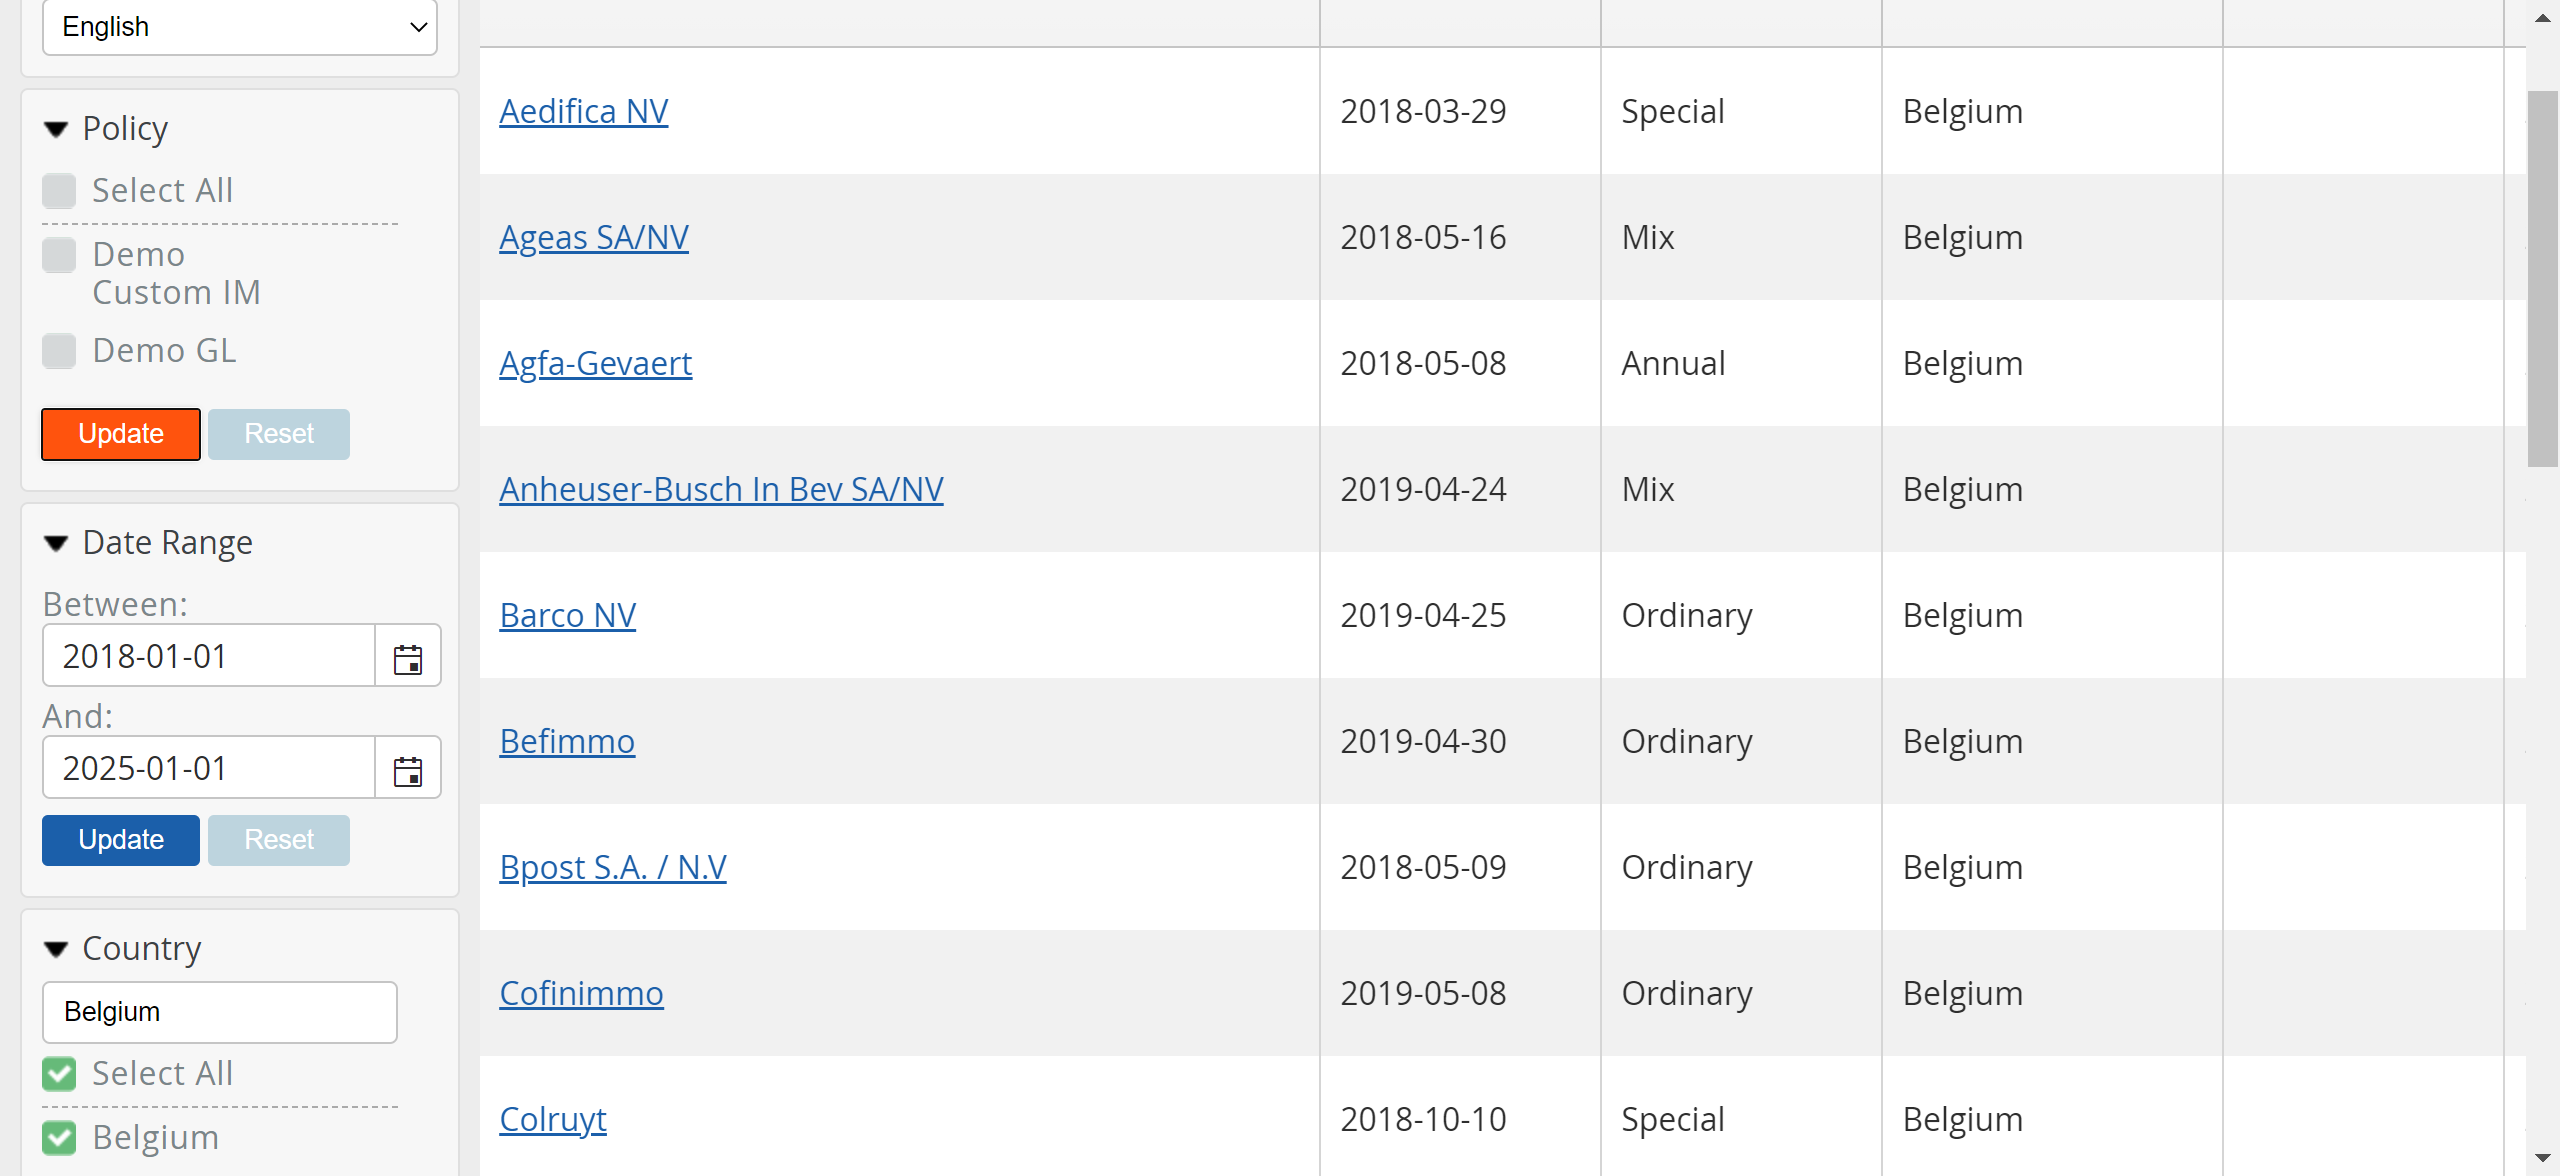 English
Policy
Select All
Demo
Custom IM
Demo GL
Update Reset
Date Range
Between:
2018-01-01
And:
2025-01-01
Update Reset
Country
Belgium
Select All
Belgium
Aedifica NV 2018-03-29 Special Belgium
Ageas SA/NV 2018-05-16 Mix Belgium
Agfa-Gevaert 2018-05-08 Annual Belgium
Anheuser-Busch In Bev SA/NV 2019-04-24 Mix Belgium
Barco NV 2019-04-25 Ordinary Belgium
Befimmo 2019-04-30 Ordinary Belgium
Bpost S.A. / N.V 2018-05-09 Ordinary Belgium
Cofinimmo 2019-05-08 Ordinary Belgium
Colruyt 2018-10-10 Special Belgium